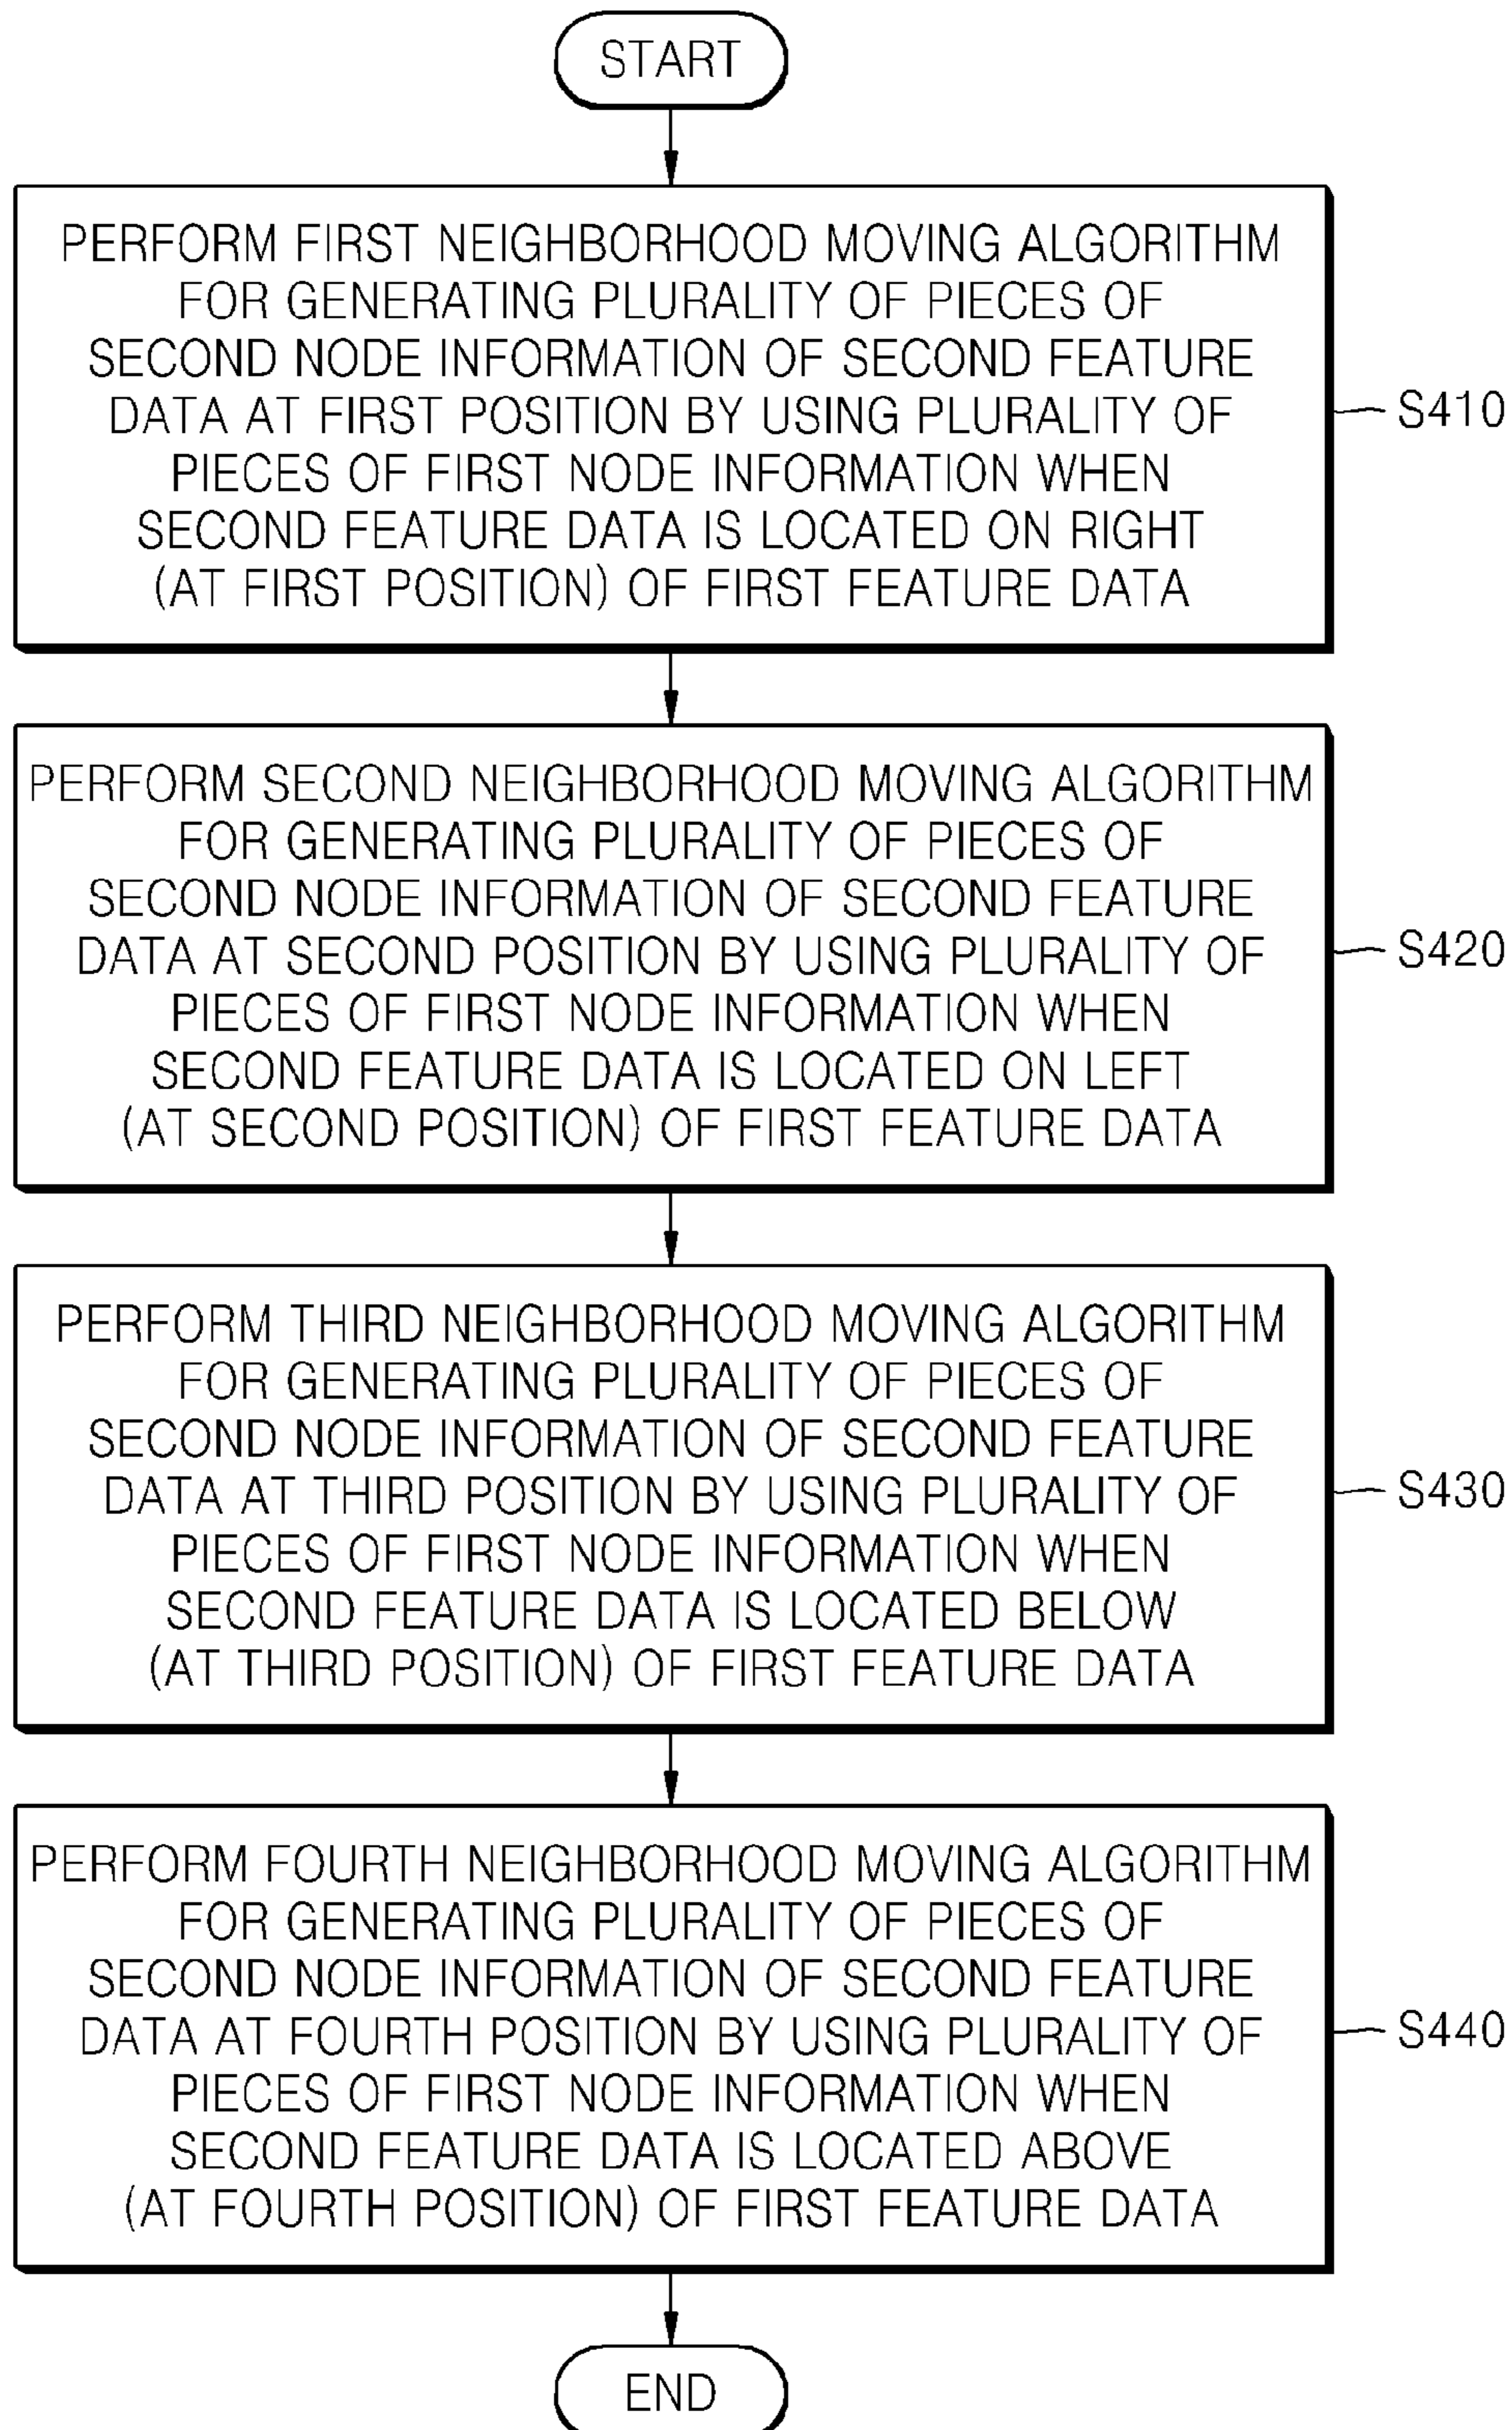 START
PERFORM FIRST NEIGHBORHOOD MOVING ALGORITHM
FOR GENERATING PLURALITY OF PIECES OF
SECOND NODE INFORMATION OF SECOND FEATURE
DATA AT FIRST POSITION BY USING PLURALITY OF
PIECES OF FIRST NODE INFORMATION WHEN
SECOND FEATURE DATA IS LOCATED ON RIGHT
(AT FIRST POSITION) OF FIRST FEATURE DATA
S410
PERFORM SECOND NEIGHBORHOOD MOVING ALGORITHM
FOR GENERATING PLURALITY OF PIECES OF
SECOND NODE INFORMATION OF SECOND FEATURE
DATA AT SECOND POSITION BY USING PLURALITY OF
PIECES OF FIRST NODE INFORMATION WHEN
SECOND FEATURE DATA IS LOCATED ON LEFT
(AT SECOND POSITION) OF FIRST FEATURE DATA
S420
PERFORM THIRD NEIGHBORHOOD MOVING ALGORITHM
FOR GENERATING PLURALITY OF PIECES OF
SECOND NODE INFORMATION OF SECOND FEATURE
DATA AT THIRD POSITION BY USING PLURALITY OF
PIECES OF FIRST NODE INFORMATION WHEN
SECOND FEATURE DATA IS LOCATED BELOW
(AT THIRD POSITION) OF FIRST FEATURE DATA
S430
PERFORM FOURTH NEIGHBORHOOD MOVING ALGORITHM
FOR GENERATING PLURALITY OF PIECES OF
SECOND NODE INFORMATION OF SECOND FEATURE
DATA AT FOURTH POSITION BY USING PLURALITY OF
PIECES OF FIRST NODE INFORMATION WHEN
SECOND FEATURE DATA IS LOCATED ABOVE
(AT FOURTH POSITION) OF FIRST FEATURE DATA
S440
END